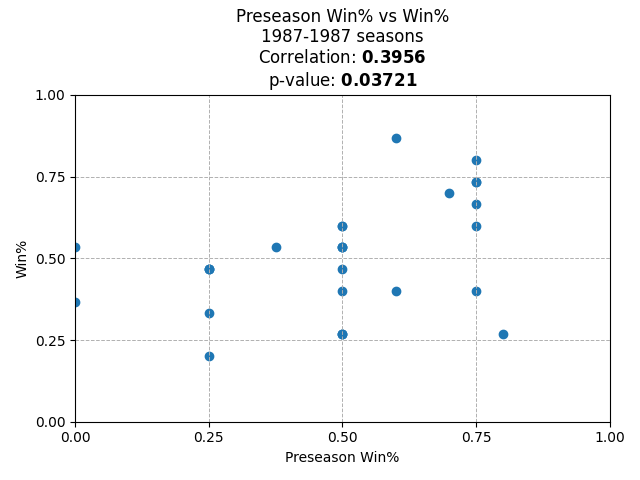 Preseason Win% vs Win%
1987-1987 seasons
Correlation: 0.3956
p-value: 0.03721
1.00
0.75
0.50
0.25
0.00
Win%
0.00 0.25 0.50 0.75 1.00
Preseason Win%